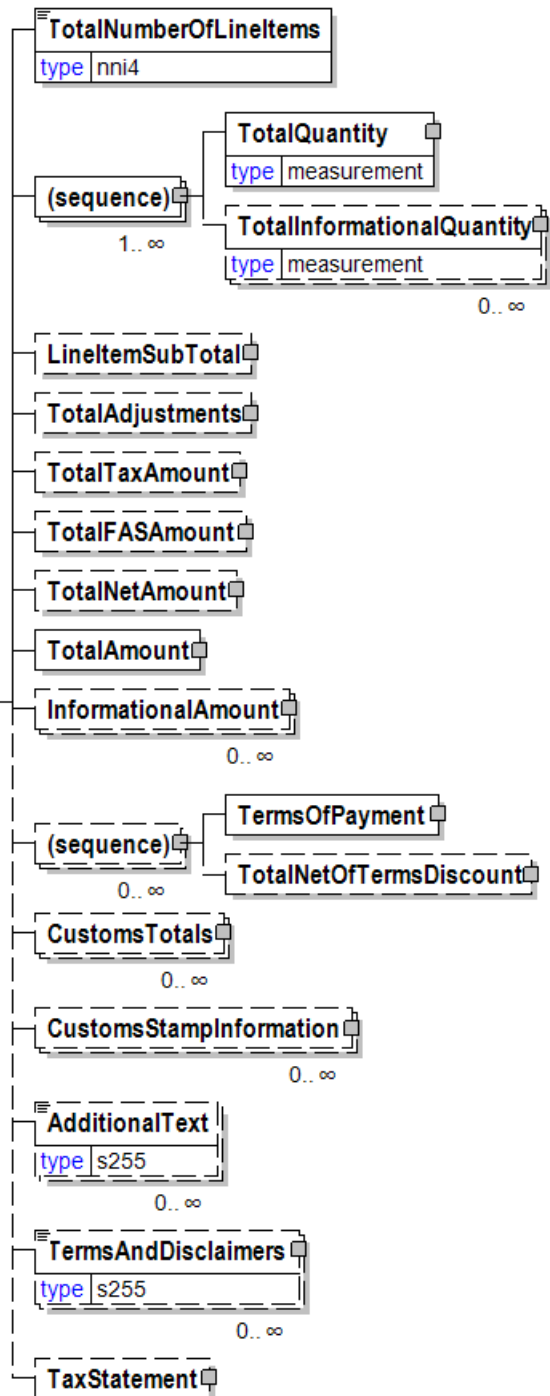 TotalNumberOfLineItems
type nni4
TotalQuantity
type measurement
(sequence)
1.. ∞
TotalInformationalQuantity
type measurement
0.. ∞
LineItemSubTotal
TotalAdjustments
TotalTaxAmount
TotalFASAmount
TotalNetAmount
TotalAmount
InformationalAmount
0.. ∞
TermsOfPayment
(sequence)
0.. ∞
TotalNetOfTermsDiscount
CustomsTotals
0.. ∞
CustomsStampInformation
0.. ∞
AdditionalText
type s255
0.. ∞
TermsAndDisclaimers
type s255
0.. ∞
TaxStatement